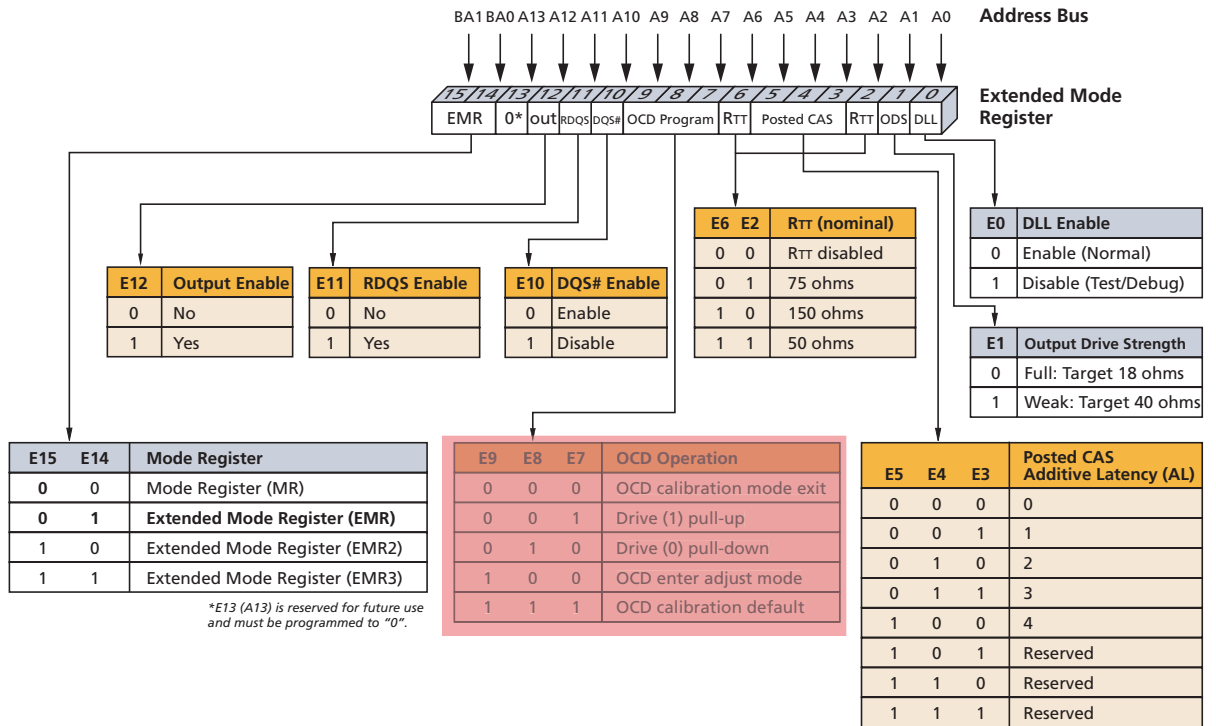 BA1 BA0 A13 A12 A11 A10 A9 A8 A7 A6 A5 A4 A3 A2 A1 A0 Address Bus
15 14 13 12 11 10 9 8 7 6 5 4 3 2 1 0
Extended Mode
Register
EMR 0* out RDQS DQS# OCD Program RTT Posted CAS RTT ODS DLL
E12 Output Enable
0 No
1 Yes
E11 RDQS Enable
0 No
1 Yes
E10 DQS# Enable
0 Enable
1 Disable
E6 E2 RTT (nominal)
0 0 RTT disabled
0 1 75 ohms
1 0 150 ohms
1 1 50 ohms
E0 DLL Enable
0 Enable (Normal)
1 Disable (Test/Debug)
E1 Output Drive Strength
0 Full: Target 18 ohms
1 Weak: Target 40 ohms
E15 E14 Mode Register
0 0 Mode Register (MR)
0 1 Extended Mode Register (EMR)
1 0 Extended Mode Register (EMR2)
1 1 Extended Mode Register (EMR3)
*E13 (A13) is reserved for future use
and must be programmed to “0”.
E9 E8 E7 OCD Operation
0 0 0 OCD calibration mode exit
0 0 1 Drive (1) pull-up
0 1 0 Drive (0) pull-down
1 0 0 OCD enter adjust mode
1 1 1 OCD calibration default
E5 E4 E3 Posted CAS
Additive Latency (AL)
0 0 0 0
0 0 1 1
0 1 0 2
0 1 1 3
1 0 0 4
1 0 1 Reserved
1 1 0 Reserved
1 1 1 Reserved